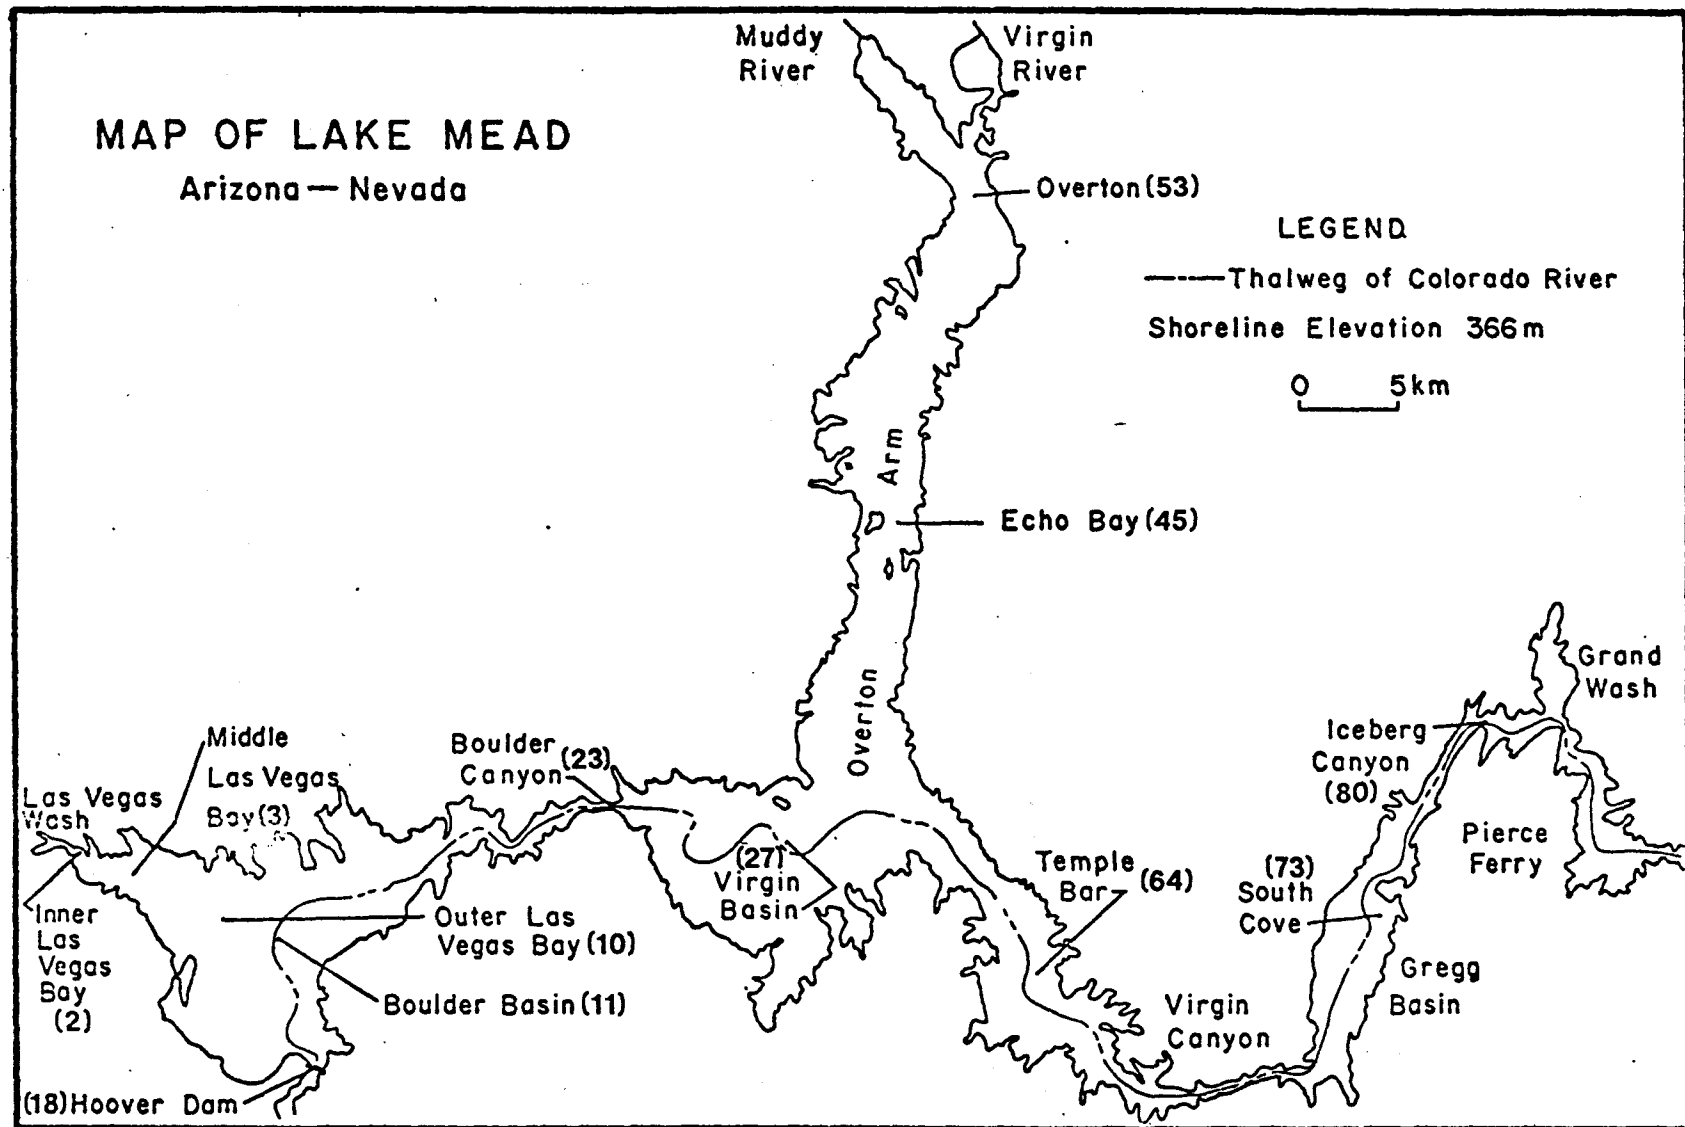 Muddy
River
Virgin
River
MAP OF LAKE MEAD
Arizona — Nevada
Overton (53)
LEGEND
Thalweg of Colorado River
Shoreline Elevation 366m
0 5km
Arm
Echo Bay (45)
Overton
Grand
Wash
Iceberg
Canyon
(80)
Pierce
Ferry
Middle
Las Vegas
Bay (3)
Boulder
Canyon (23)
Las Vegas
Wash
(27)
Virgin
Basin
Temple
Bar (64)
(73)
South
Cove
Inner
Las
Vegas
Bay
(2)
Outer Las
Vegas Bay (10)
Boulder Basin (11)
Gregg
Basin
Virgin
Canyon
(18) Hoover Dam